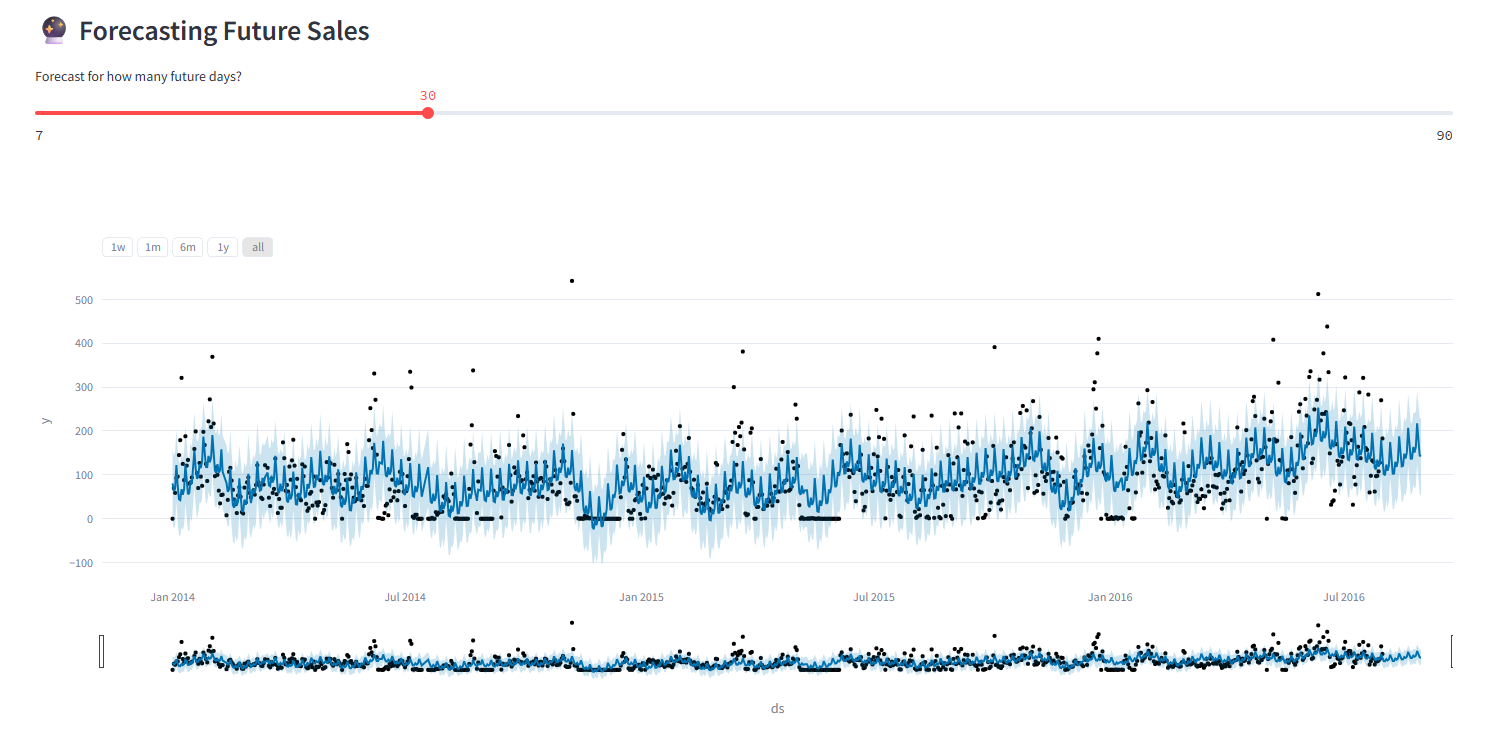 🔮 Forecasting Future Sales
Forecast for how many future days?
30
7 90
1w 1m 6m 1y all
500
400
300
200
100
0
−100
y
Jan 2014 Jul 2014 Jan 2015 Jul 2015 Jan 2016 Jul 2016
ds